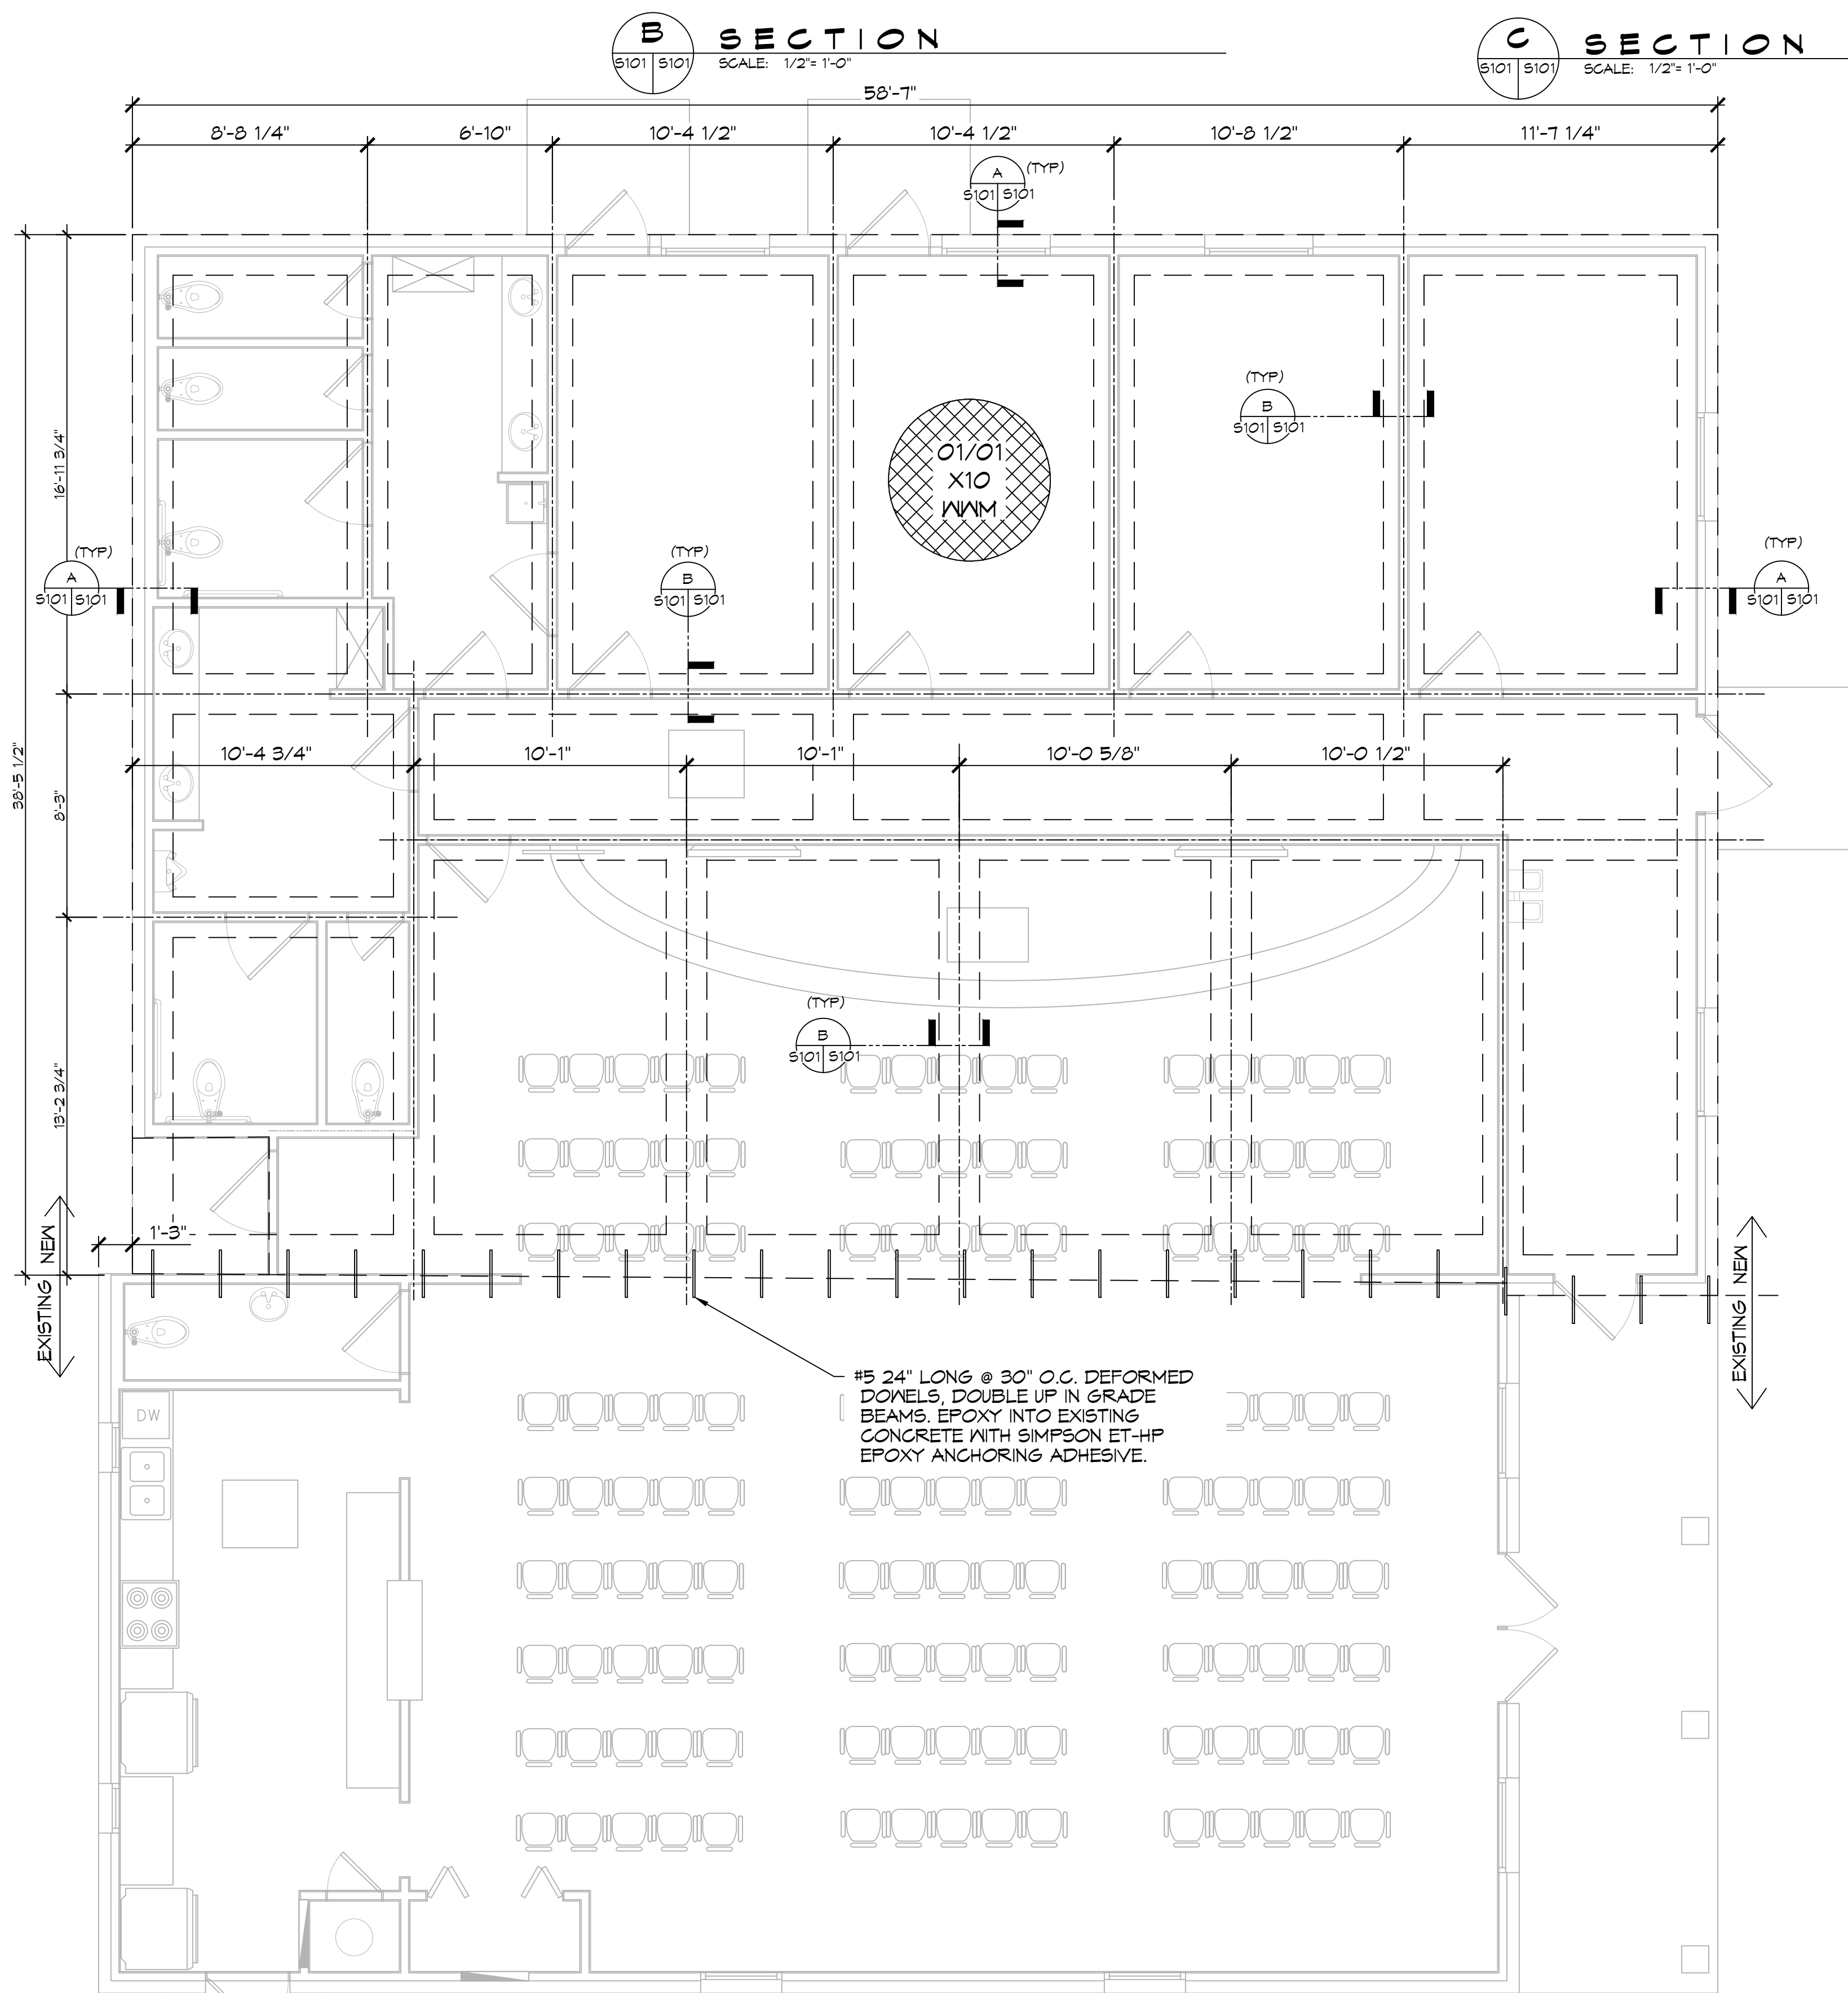 B
S101 S101
SECTION
SCALE: 1/2"= 1'-0"
C
S101 S101
SECTION
SCALE: 1/2"= 1'-0"
58'-7"
8'-8 1/4"
6'-10"
10'-4 1/2"
10'-4 1/2"
10'-8 1/2"
11'-7 1/4"
A
S101 S101
(TYP)
16'-11 3/4"
(TYP)
B
S101 S101
01/01
X10
WWM
(TYP)
A
S101 S101
(TYP)
B
S101 S101
(TYP)
A
S101 S101
38'-5 1/2"
8'-3"
10'-4 3/4"
10'-1"
10'-1"
10'-0 5/8"
10'-0 1/2"
(TYP)
B
S101 S101
13'-2 3/4"
1'-3"
EXISTING NEW
EXISTING NEW
#5 24" LONG @ 30" O.C. DEFORMED
DOWELS, DOUBLE UP IN GRADE
BEAMS. EPOXY INTO EXISTING
CONCRETE WITH SIMPSON ET-HP
EPOXY ANCHORING ADHESIVE.
DW